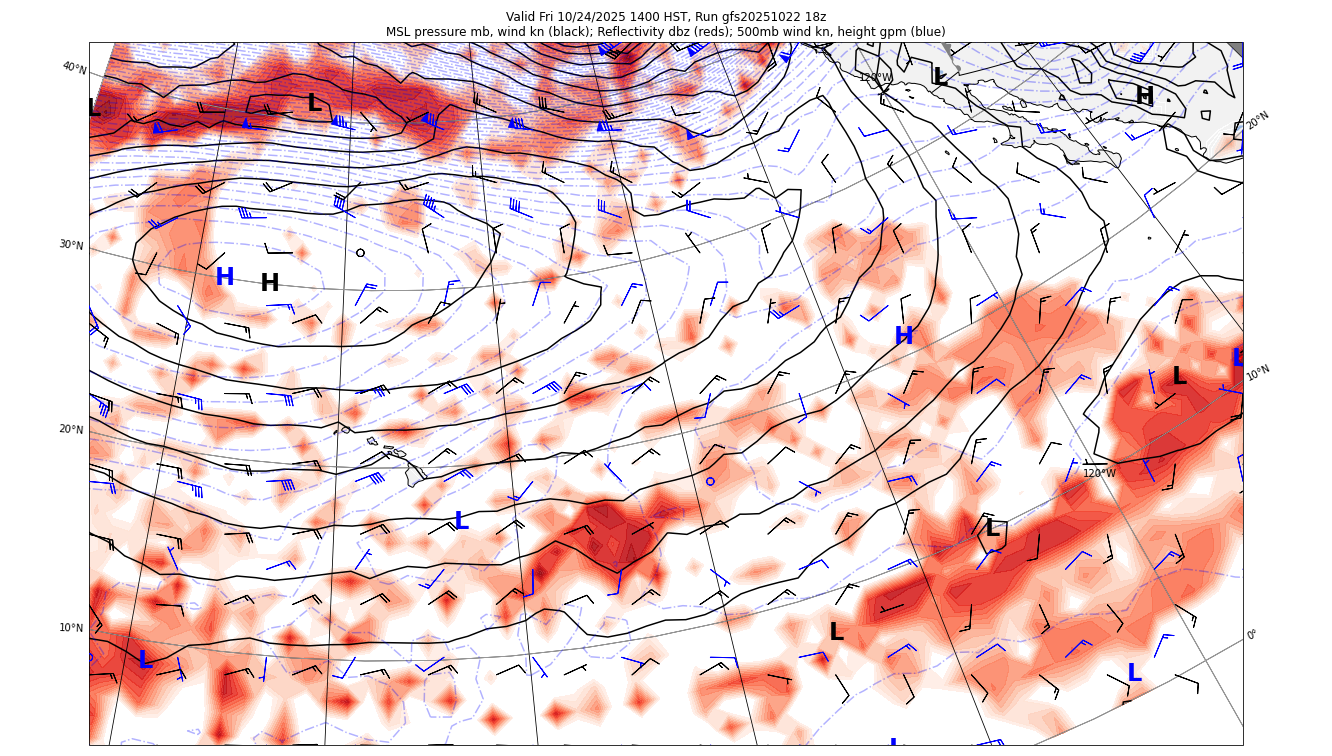 Valid Fri 10/24/2025 1400 HST, Run gfs20251022 18z
MSL pressure mb, wind kn (black); Reflectivity dbz (reds); 500mb wind kn, height gpm (blue)
40°N
120°W
L
H
L
L
20°N
30°N
H
H
H
L
L
10°N
20°N
120°W
L
L
10°N
L
0°
L
L
L